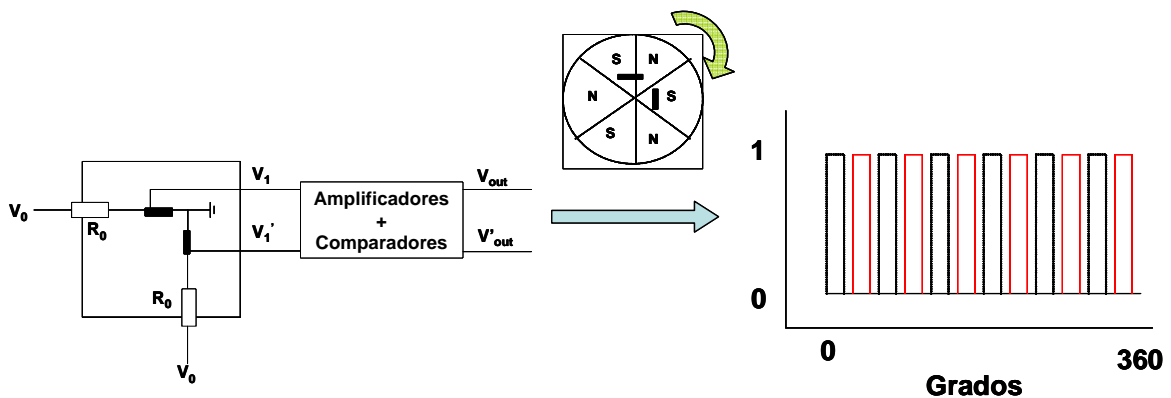 V₀
R₀
V₁
V₁'
R₀
V₀
Amplificadores
+
Comparadores
Vout
V'out
S
N
N
S
S
N
1
0
0
360
Grados